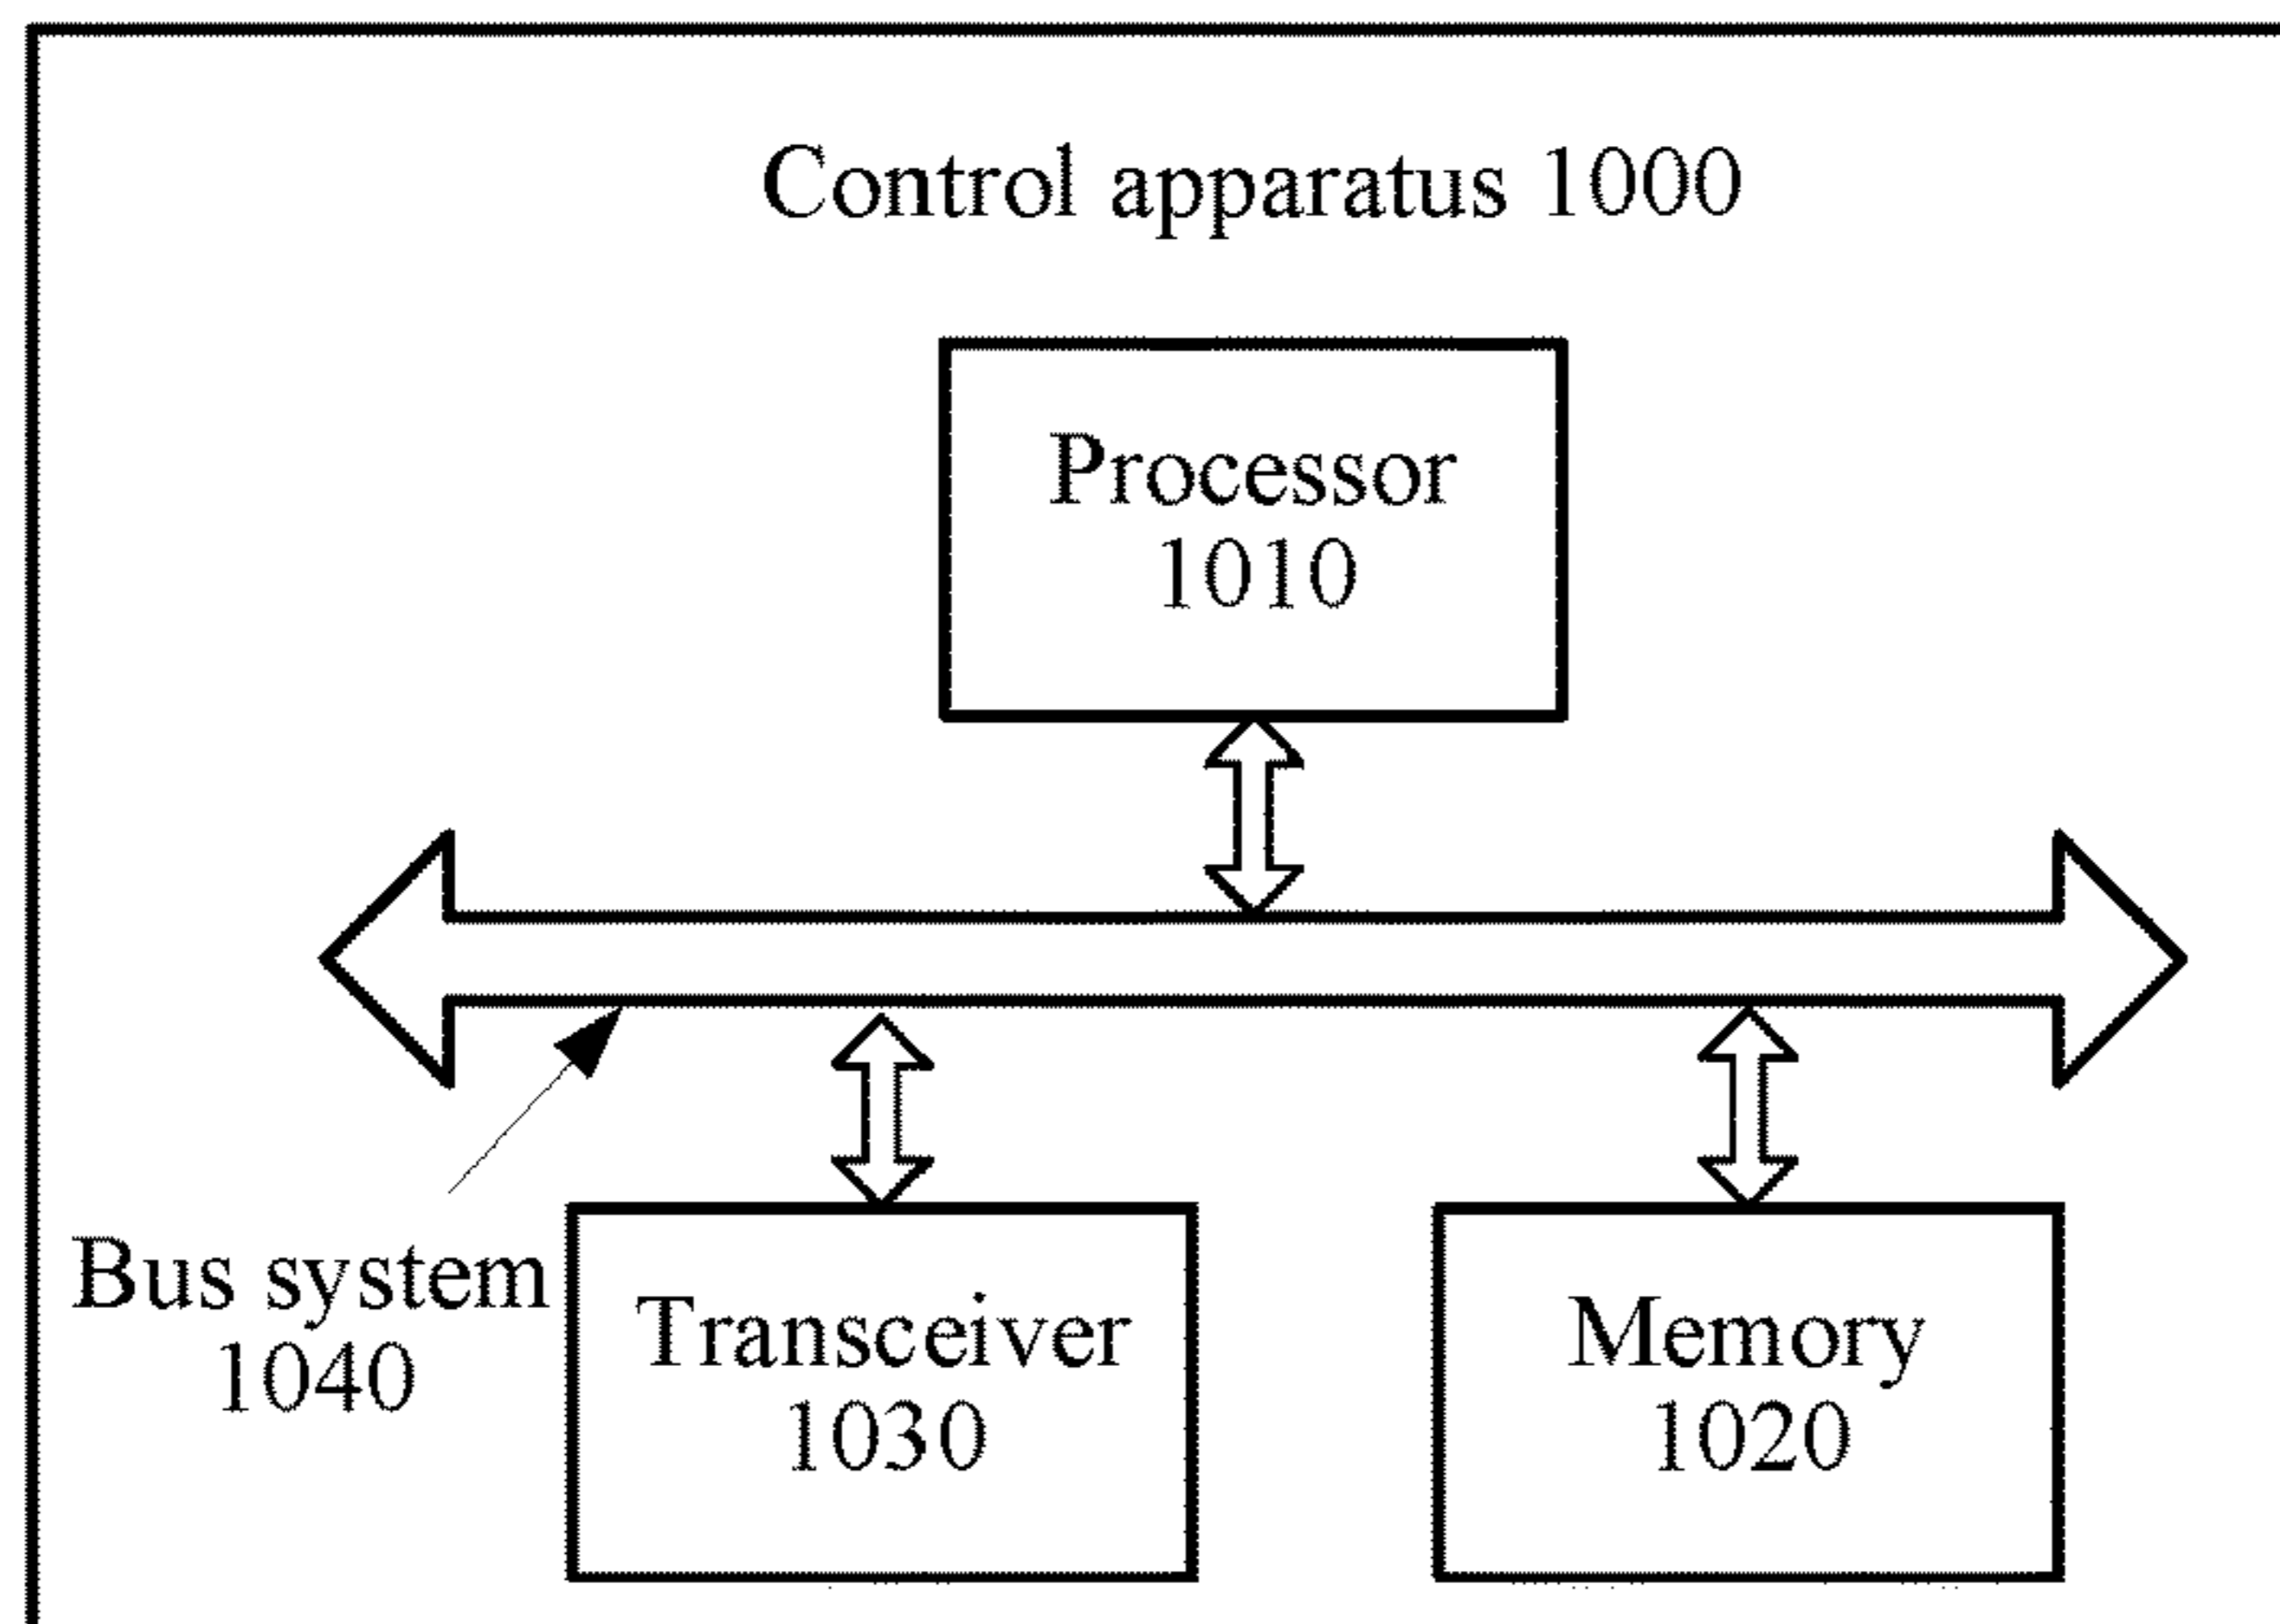 Control apparatus 1000
Processor
1010
Bus system
1040
Transceiver
1030
Memory
1020